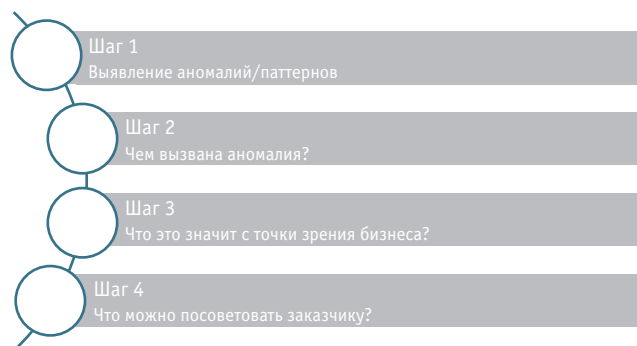 Шаг 1
Выявление аномалий/паттернов
Шаг 2
Чем вызвана аномалия?
Шаг 3
Что это значит с точки зрения бизнеса?
Шаг 4
Что можно посоветовать заказчику?